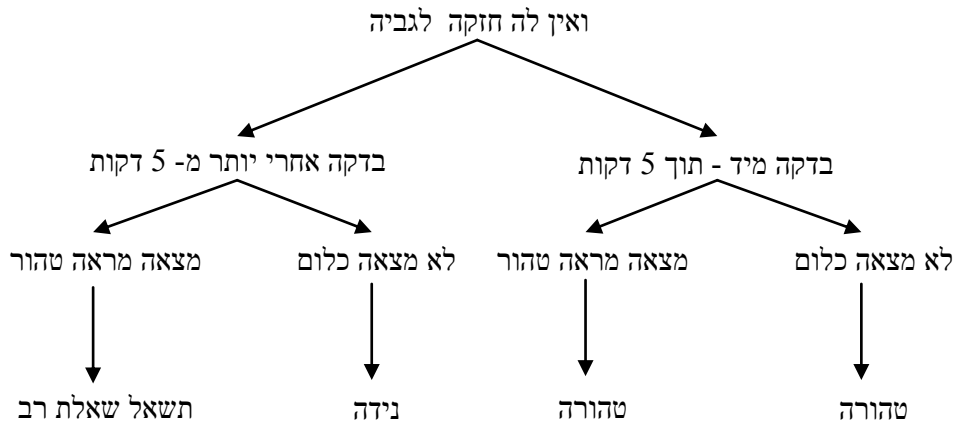 ואין לה חזקה לגביה
בדקה מיד - תוך 5 דקות
בדקה אחרי יותר מ- 5 דקות
לא מצאה כלום
מצאה מראה טהור
לא מצאה כלום
מצאה מראה טהור
טהורה
טהורה
נידה
תשאל שאלת רב